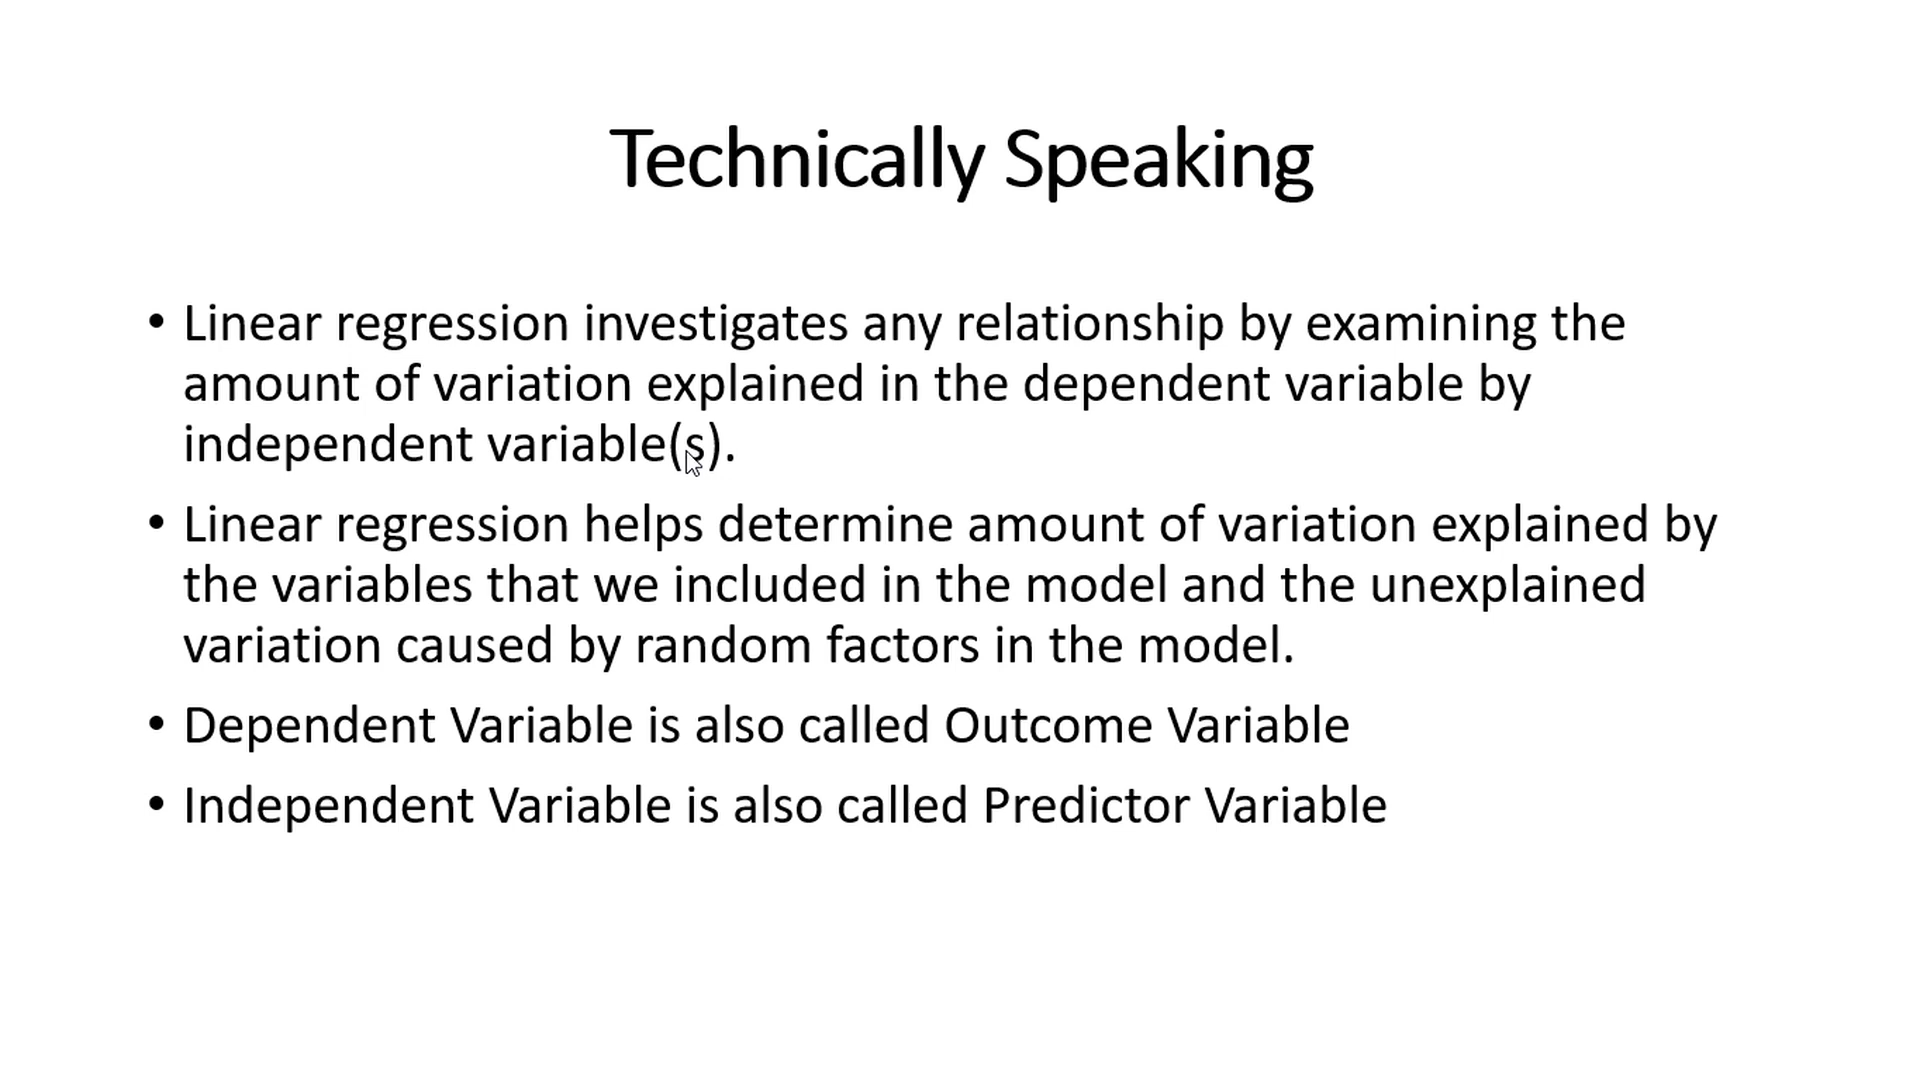 Technically Speaking
• Linear regression investigates any relationship by examining the
amount of variation explained in the dependent variable by
independent variable(s).
• Linear regression helps determine amount of variation explained by
the variables that we included in the model and the unexplained
variation caused by random factors in the model.
• Dependent Variable is also called Outcome Variable
• Independent Variable is also called Predictor Variable